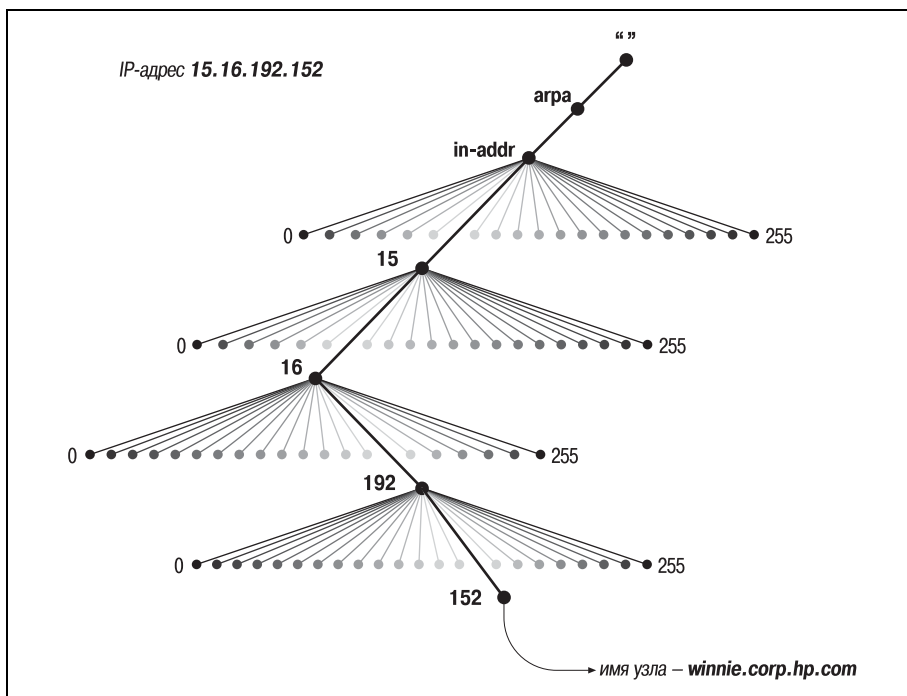 “ ”
IP-адрес 15.16.192.152
arpa
in-addr
0 255
15
0 255
16
0 255
192
0 255
152
имя узла – winnie.corp.hp.com